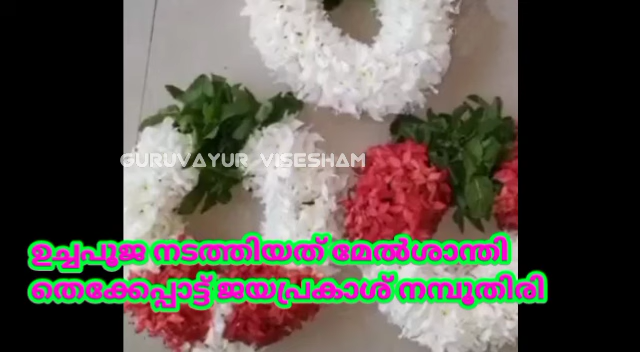 GURUVAYUR VISESHAM
ഉച്ചപൂജ നടത്തിയത് മേൽശാന്തി
തെക്കേപ്പാട്ട് ജയപ്രകാശ് നമ്പൂതിരി